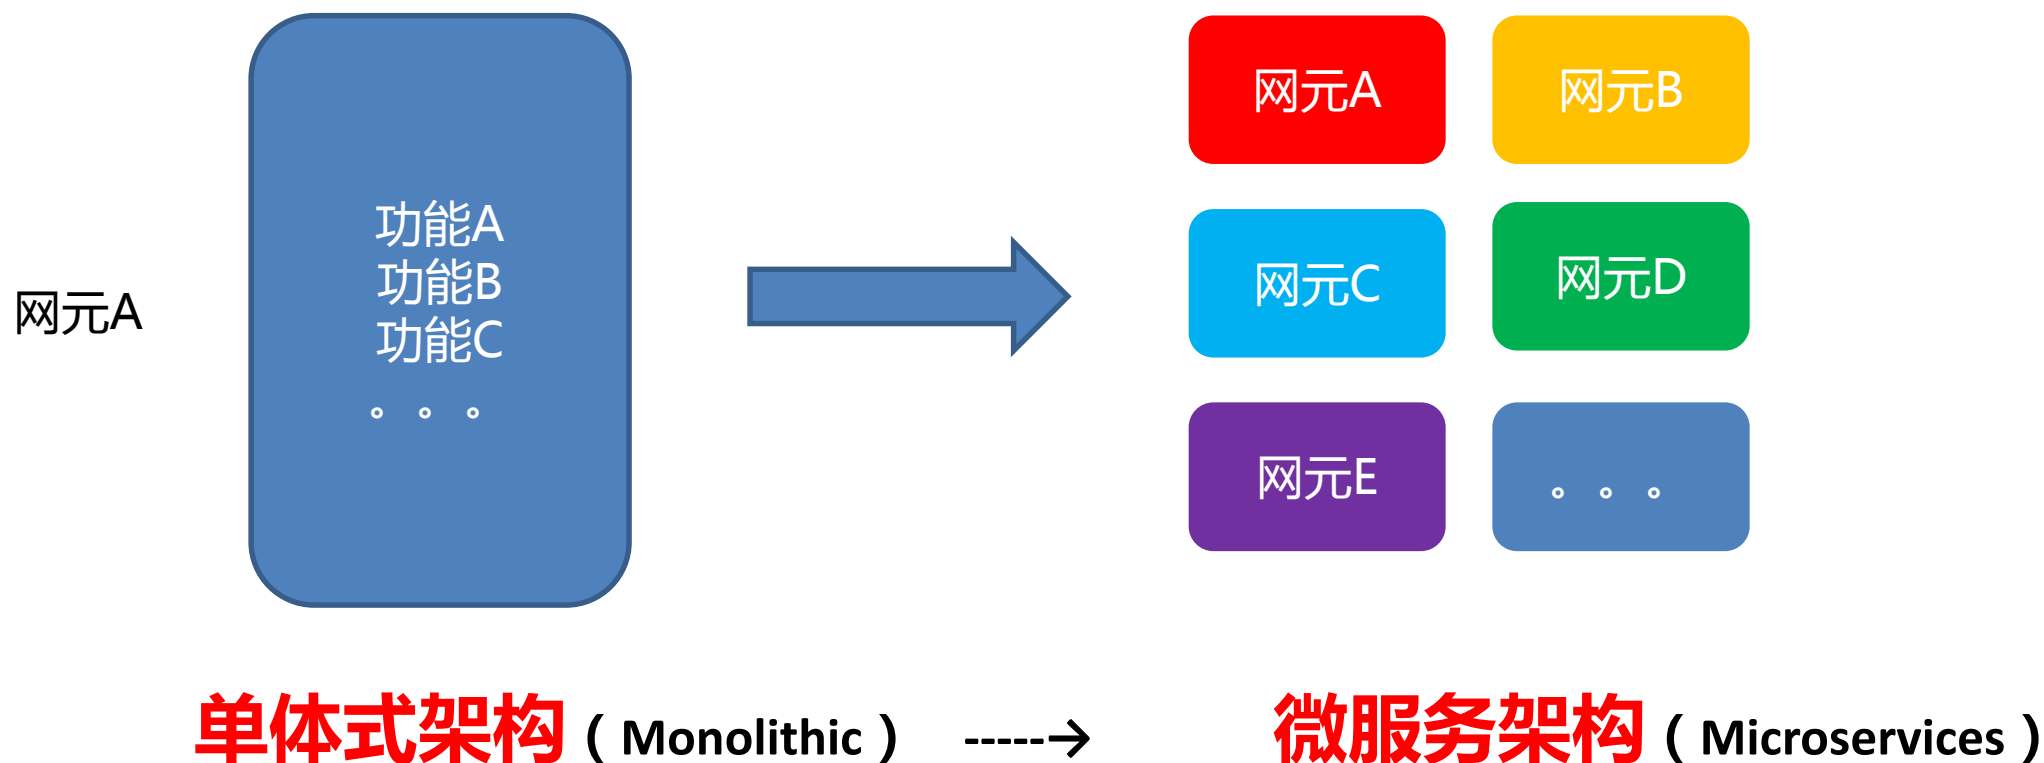 网元A
功能A
功能B
功能C
。。。
网元A
网元B
网元C
网元D
网元E
。。。
单体式架构（Monolithic） ------→ 微服务架构（Microservices）